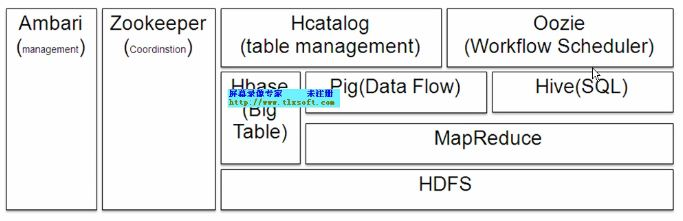 Ambari
(management)
Zookeeper
(Coordinstion)
Hcatalog
(table management)
Oozie
(Workflow Scheduler)
Hbase
(Big
Table)
屏幕录像专家 未注册
http://www.tlxsoft.com
Pig(Data Flow)
Hive(SQL)
MapReduce
HDFS